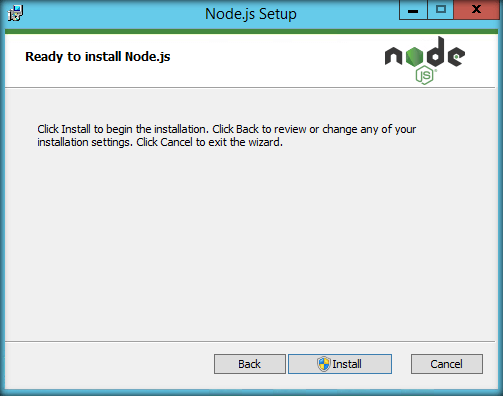 Node.js Setup
Ready to install Node.js
node
JS
Click Install to begin the installation. Click Back to review or change any of your
installation settings. Click Cancel to exit the wizard.
Back
Install
Cancel